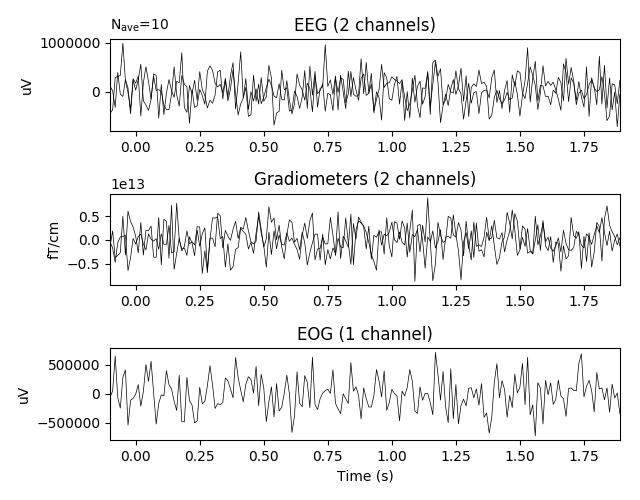 N_ave=10
EEG (2 channels)
1000000
0
uV
0.00 0.25 0.50 0.75 1.00 1.25 1.50 1.75
1e13
Gradiometers (2 channels)
0.5
0.0
−0.5
fT/cm
0.00 0.25 0.50 0.75 1.00 1.25 1.50 1.75
EOG (1 channel)
500000
0
−500000
uV
0.00 0.25 0.50 0.75 1.00 1.25 1.50 1.75
Time (s)